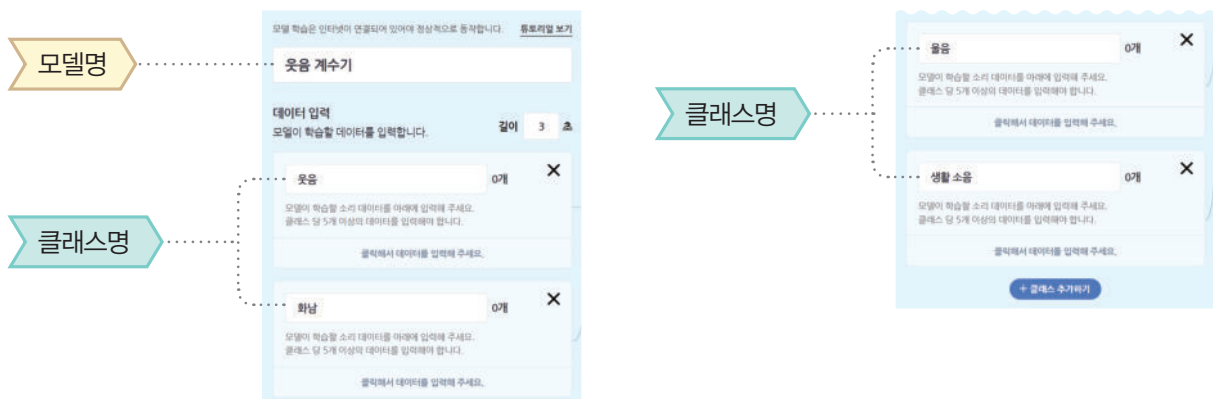 모델 학습은 인터넷이 연결되어 있어야 정상적으로 동작합니다. 튜토리얼 보기
모델명
웃음 계수기
데이터 입력
모델이 학습할 데이터를 입력합니다. 길이 3 초
클래스명
웃음 0개 ✕
모델이 학습할 소리 데이터를 아래에 입력해 주세요.
클래스 당 5개 이상의 데이터를 입력해야 합니다.
클릭해서 데이터를 입력해 주세요.
화남 0개 ✕
모델이 학습할 소리 데이터를 아래에 입력해 주세요.
클래스 당 5개 이상의 데이터를 입력해야 합니다.
클릭해서 데이터를 입력해 주세요.
클래스명
울음 0개 ✕
모델이 학습할 소리 데이터를 아래에 입력해 주세요.
클래스 당 5개 이상의 데이터를 입력해야 합니다.
클릭해서 데이터를 입력해 주세요.
생활 소음 0개 ✕
모델이 학습할 소리 데이터를 아래에 입력해 주세요.
클래스 당 5개 이상의 데이터를 입력해야 합니다.
클릭해서 데이터를 입력해 주세요.
+ 클래스 추가하기